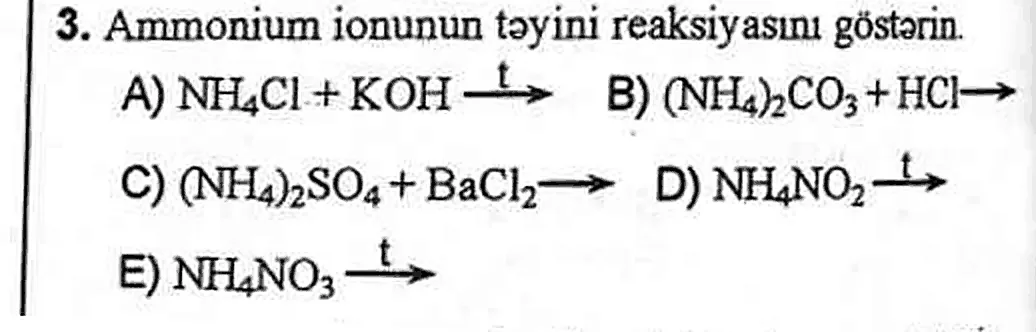 3. Ammonium ionunun təyini reaksiyasını göstərin.
A) NH₄Cl + KOH —t→ B) (NH₄)₂CO₃ + HCl→
C) (NH₄)₂SO₄ + BaCl₂→ D) NH₄NO₂ —t→
E) NH₄NO₃ —t→